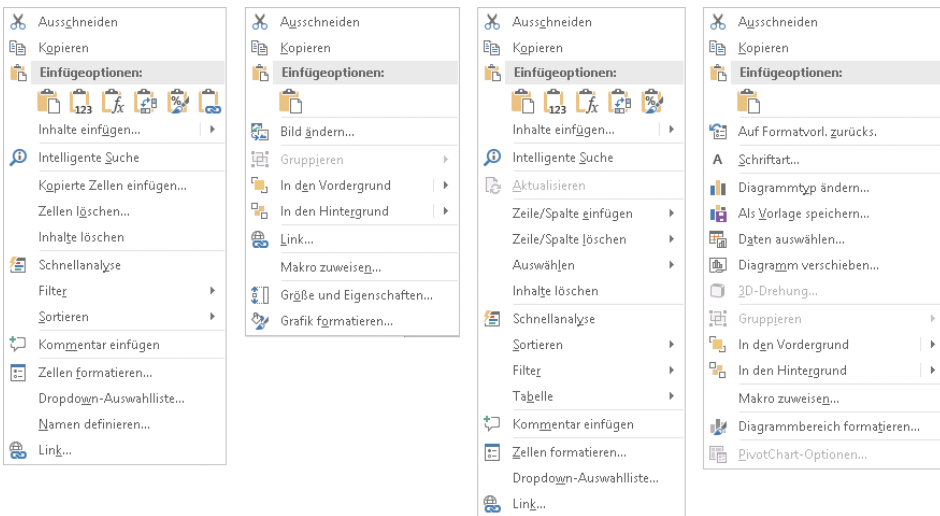 Ausschneiden
Kopieren
Einfügeoptionen:
123 fx %
Inhalte einfügen...
Intelligente Suche
Kopierte Zellen einfügen...
Zellen löschen...
Inhalte löschen
Schnellanalyse
Filter
Sortieren
Kommentar einfügen
Zellen formatieren...
Dropdown-Auswahlliste...
Namen definieren...
Link...
Ausschneiden
Kopieren
Einfügeoptionen:
Bild ändern...
Gruppieren
In den Vordergrund
In den Hintergrund
Link...
Makro zuweisen...
Größe und Eigenschaften...
Grafik formatieren...
Ausschneiden
Kopieren
Einfügeoptionen:
123 fx %
Inhalte einfügen...
Intelligente Suche
Aktualisieren
Zeile/Spalte einfügen
Zeile/Spalte löschen
Auswählen
Inhalte löschen
Schnellanalyse
Sortieren
Filter
Tabelle
Kommentar einfügen
Zellen formatieren...
Dropdown-Auswahlliste...
Link...
Ausschneiden
Kopieren
Einfügeoptionen:
Auf Formatvorl. zurücks.
A Schriftart...
Diagrammtyp ändern...
Als Vorlage speichern...
Daten auswählen...
Diagramm verschieben...
3D-Drehung...
Gruppieren
In den Vordergrund
In den Hintergrund
Makro zuweisen...
Diagrammbereich formatieren...
PivotChart-Optionen...